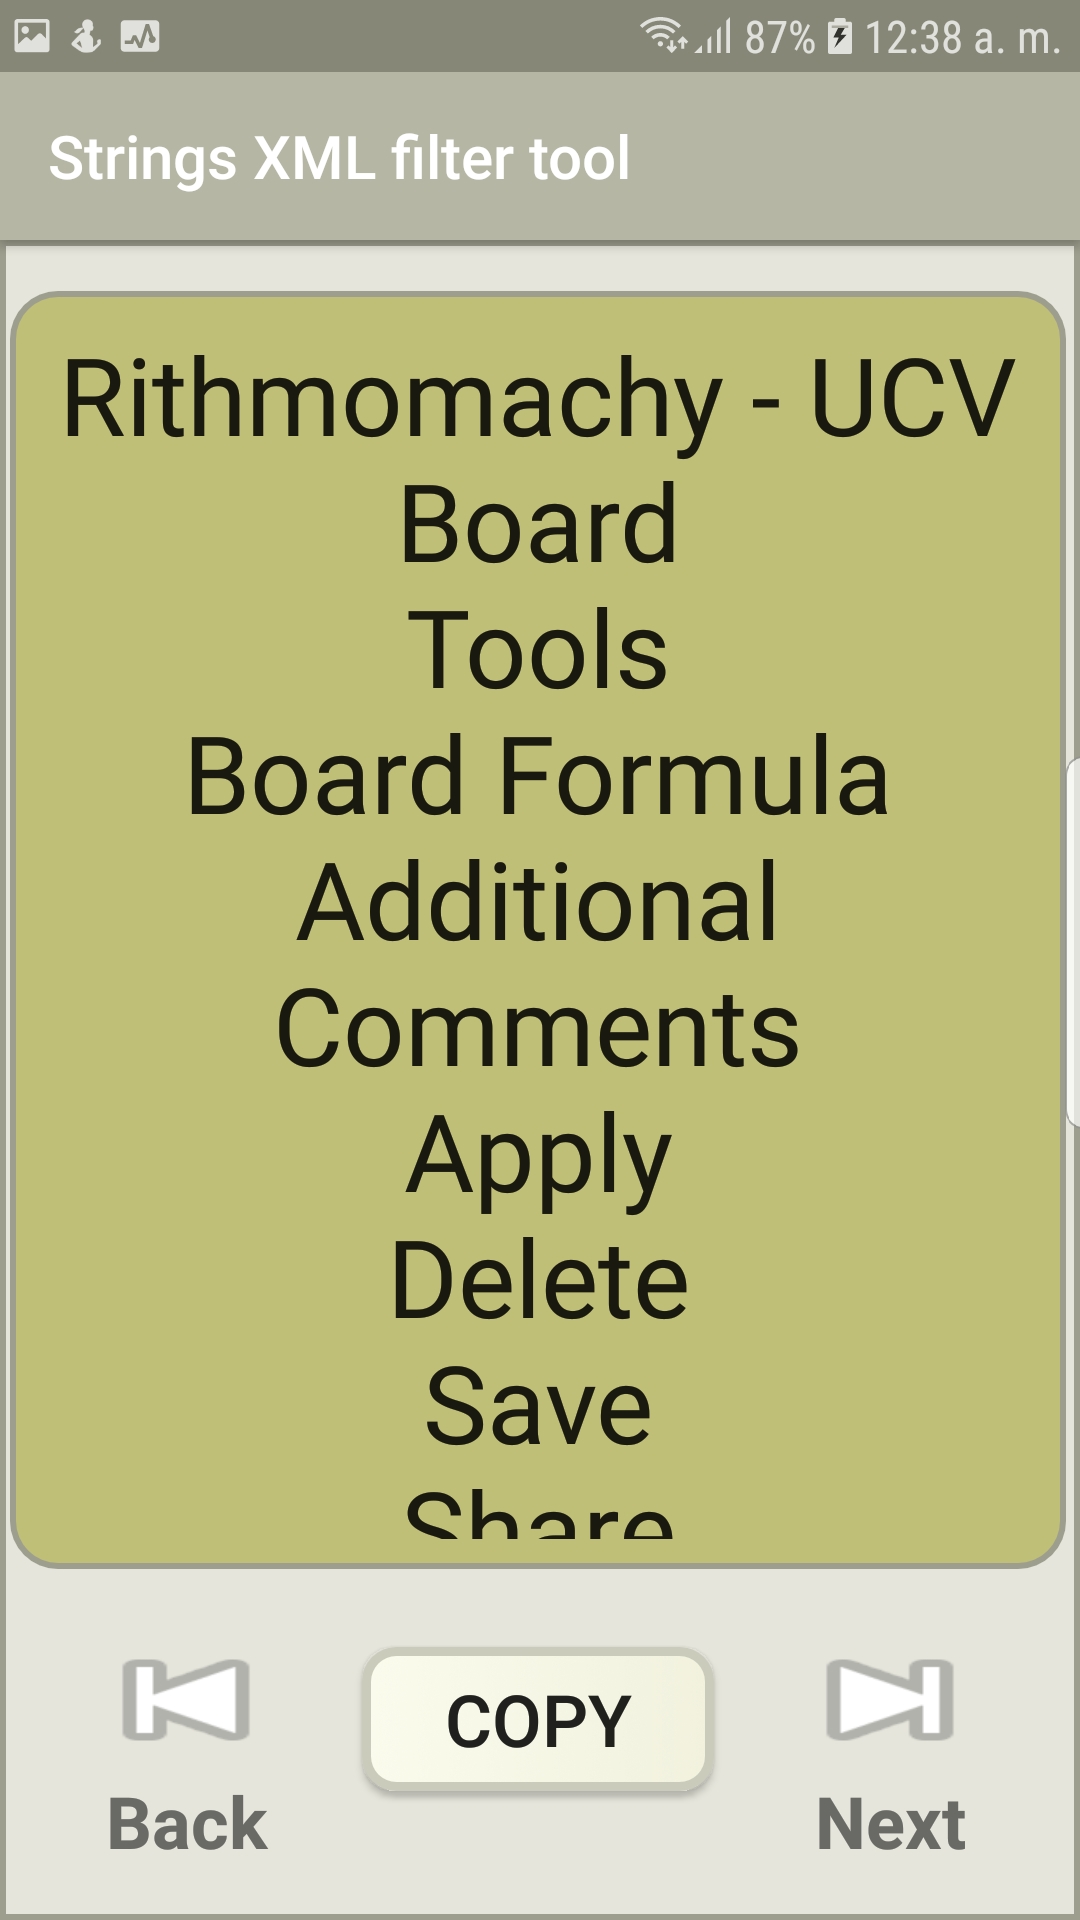 87% 12:38 a. m.
Strings XML filter tool
Rithmomachy - UCV
Board
Tools
Board Formula
Additional
Comments
Apply
Delete
Save
Share
COPY
Back
Next